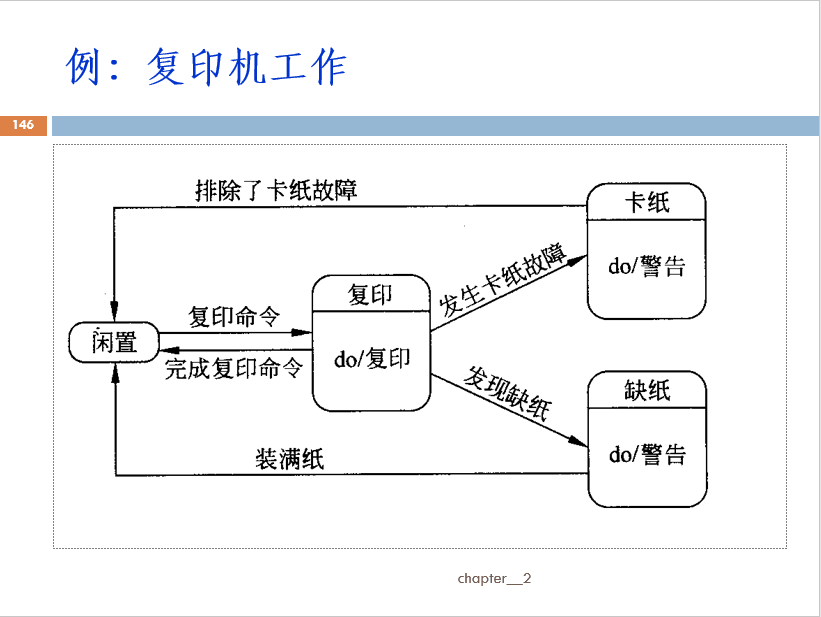 例：复印机工作
146
排除了卡纸故障
卡纸
do/警告
发生卡纸故障
复印
do/复印
复印命令
闲置
完成复印命令
发现缺纸
缺纸
do/警告
装满纸
chapter__2